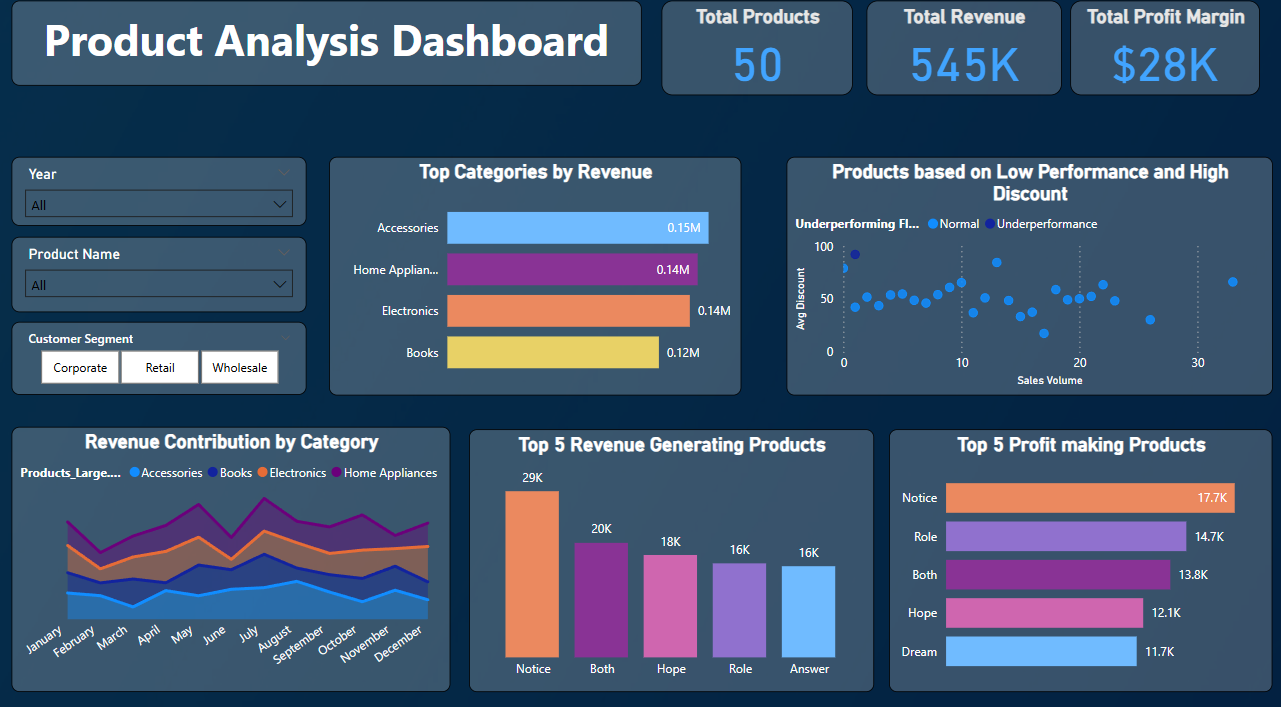 Product Analysis Dashboard
Total Products
50
Total Revenue
545K
Total Profit Margin
$28K
Year
All
Product Name
All
Customer Segment
Corporate Retail Wholesale
Top Categories by Revenue
Accessories 0.15M
Home Applian... 0.14M
Electronics 0.14M
Books 0.12M
Products based on Low Performance and High
Discount
Underperforming Fl... Normal Underperformance
Avg Discount
100
50
0
0 10 20 30
Sales Volume
Revenue Contribution by Category
Products_Large.... Accessories Books Electronics Home Appliances
January February March April May June July August September October November December
Top 5 Revenue Generating Products
29K 20K 18K 16K 16K
Notice Both Hope Role Answer
Top 5 Profit making Products
Notice 17.7K
Role 14.7K
Both 13.8K
Hope 12.1K
Dream 11.7K